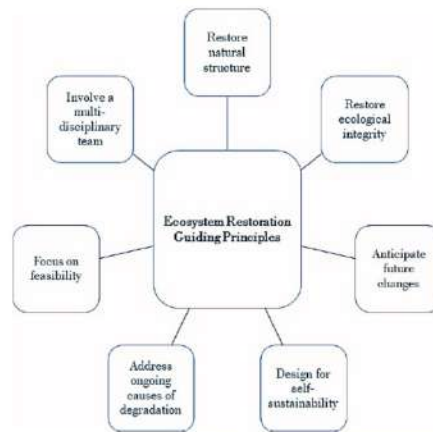 Restore
natural
structure
Involve a
multi-
disciplinary
team
Restore
ecological
integrity
Ecosystem Restoration
Guiding Principles
Focus on
feasibility
Anticipate
future
changes
Address
ongoing
causes of
degradation
Design for
self-
sustainability